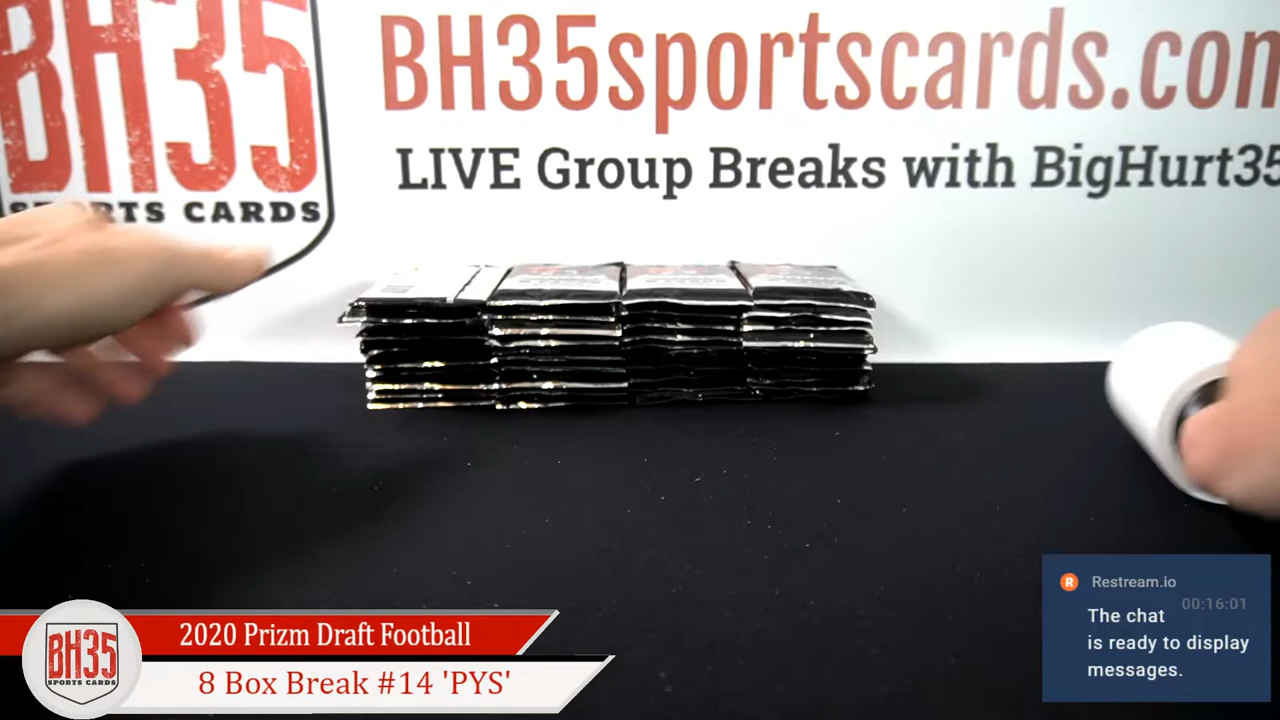 BH35
SPORTS CARDS
BH35sportscards.com
LIVE Group Breaks with BigHurt35
Restream.io
00:16:01
The chat
is ready to display
messages.
2020 Prizm Draft Football
8 Box Break #14 'PYS'
BH35
SPORTS CARDS